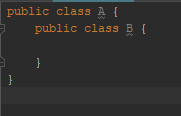 public class A {
    public class B {
    }
}